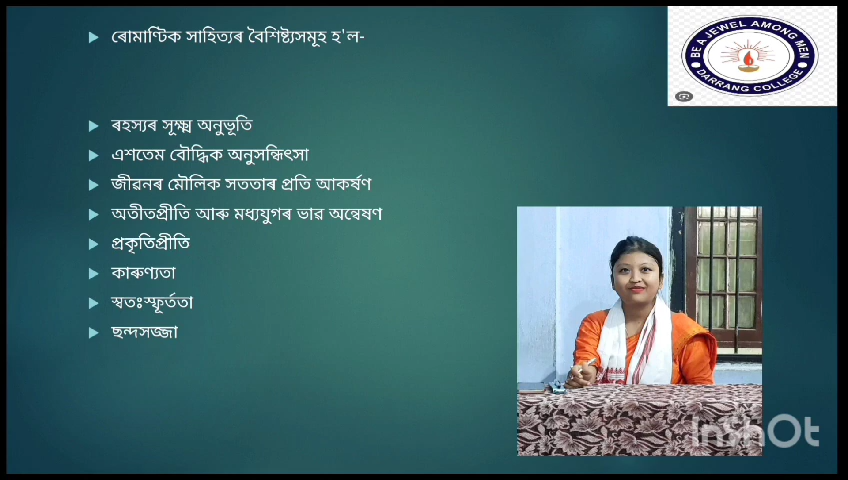 ৰোমাণ্টিক সাহিত্যৰ বৈশিষ্ট্যসমূহ হ'ল-
BE A JEWEL AMONG MEN
DARRANG COLLEGE
ৰহস্যৰ সূক্ষ্ম অনুভূতি
এশতেম বৌদ্ধিক অনুসন্ধিৎসা
জীৱনৰ মৌলিক সততাৰ প্ৰতি আকৰ্ষণ
অতীতপ্ৰীতি আৰু মধ্যযুগৰ ভাৱ অন্বেষণ
প্ৰকৃতিপ্ৰীতি
কাৰুণ্যতা
স্বতঃস্ফূৰ্ততা
ছন্দসজ্জা
InShOt